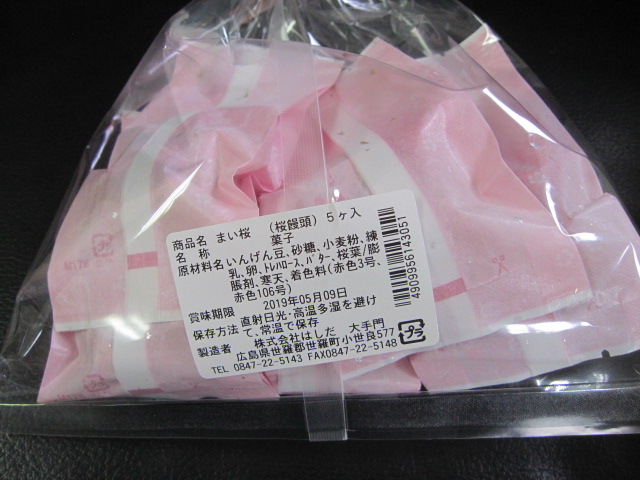 商品名 まい桜 (桜饅頭) 5ヶ入
名 称 菓子
原材料名 いんげん豆、砂糖、小麦粉、練
乳、卵、トレハロース、バター、桜葉/膨
脹剤、寒天、着色料(赤色3号、
赤色106号)
賞味期限 2019年05月09日
保存方法 直射日光・高温多湿を避け
て、常温で保存
製造者 株式会社はしだ 大手門
広島県世羅郡世羅町小世良577
TEL 0847-22-5143 FAX0847-22-5148
4909956143051
プラ